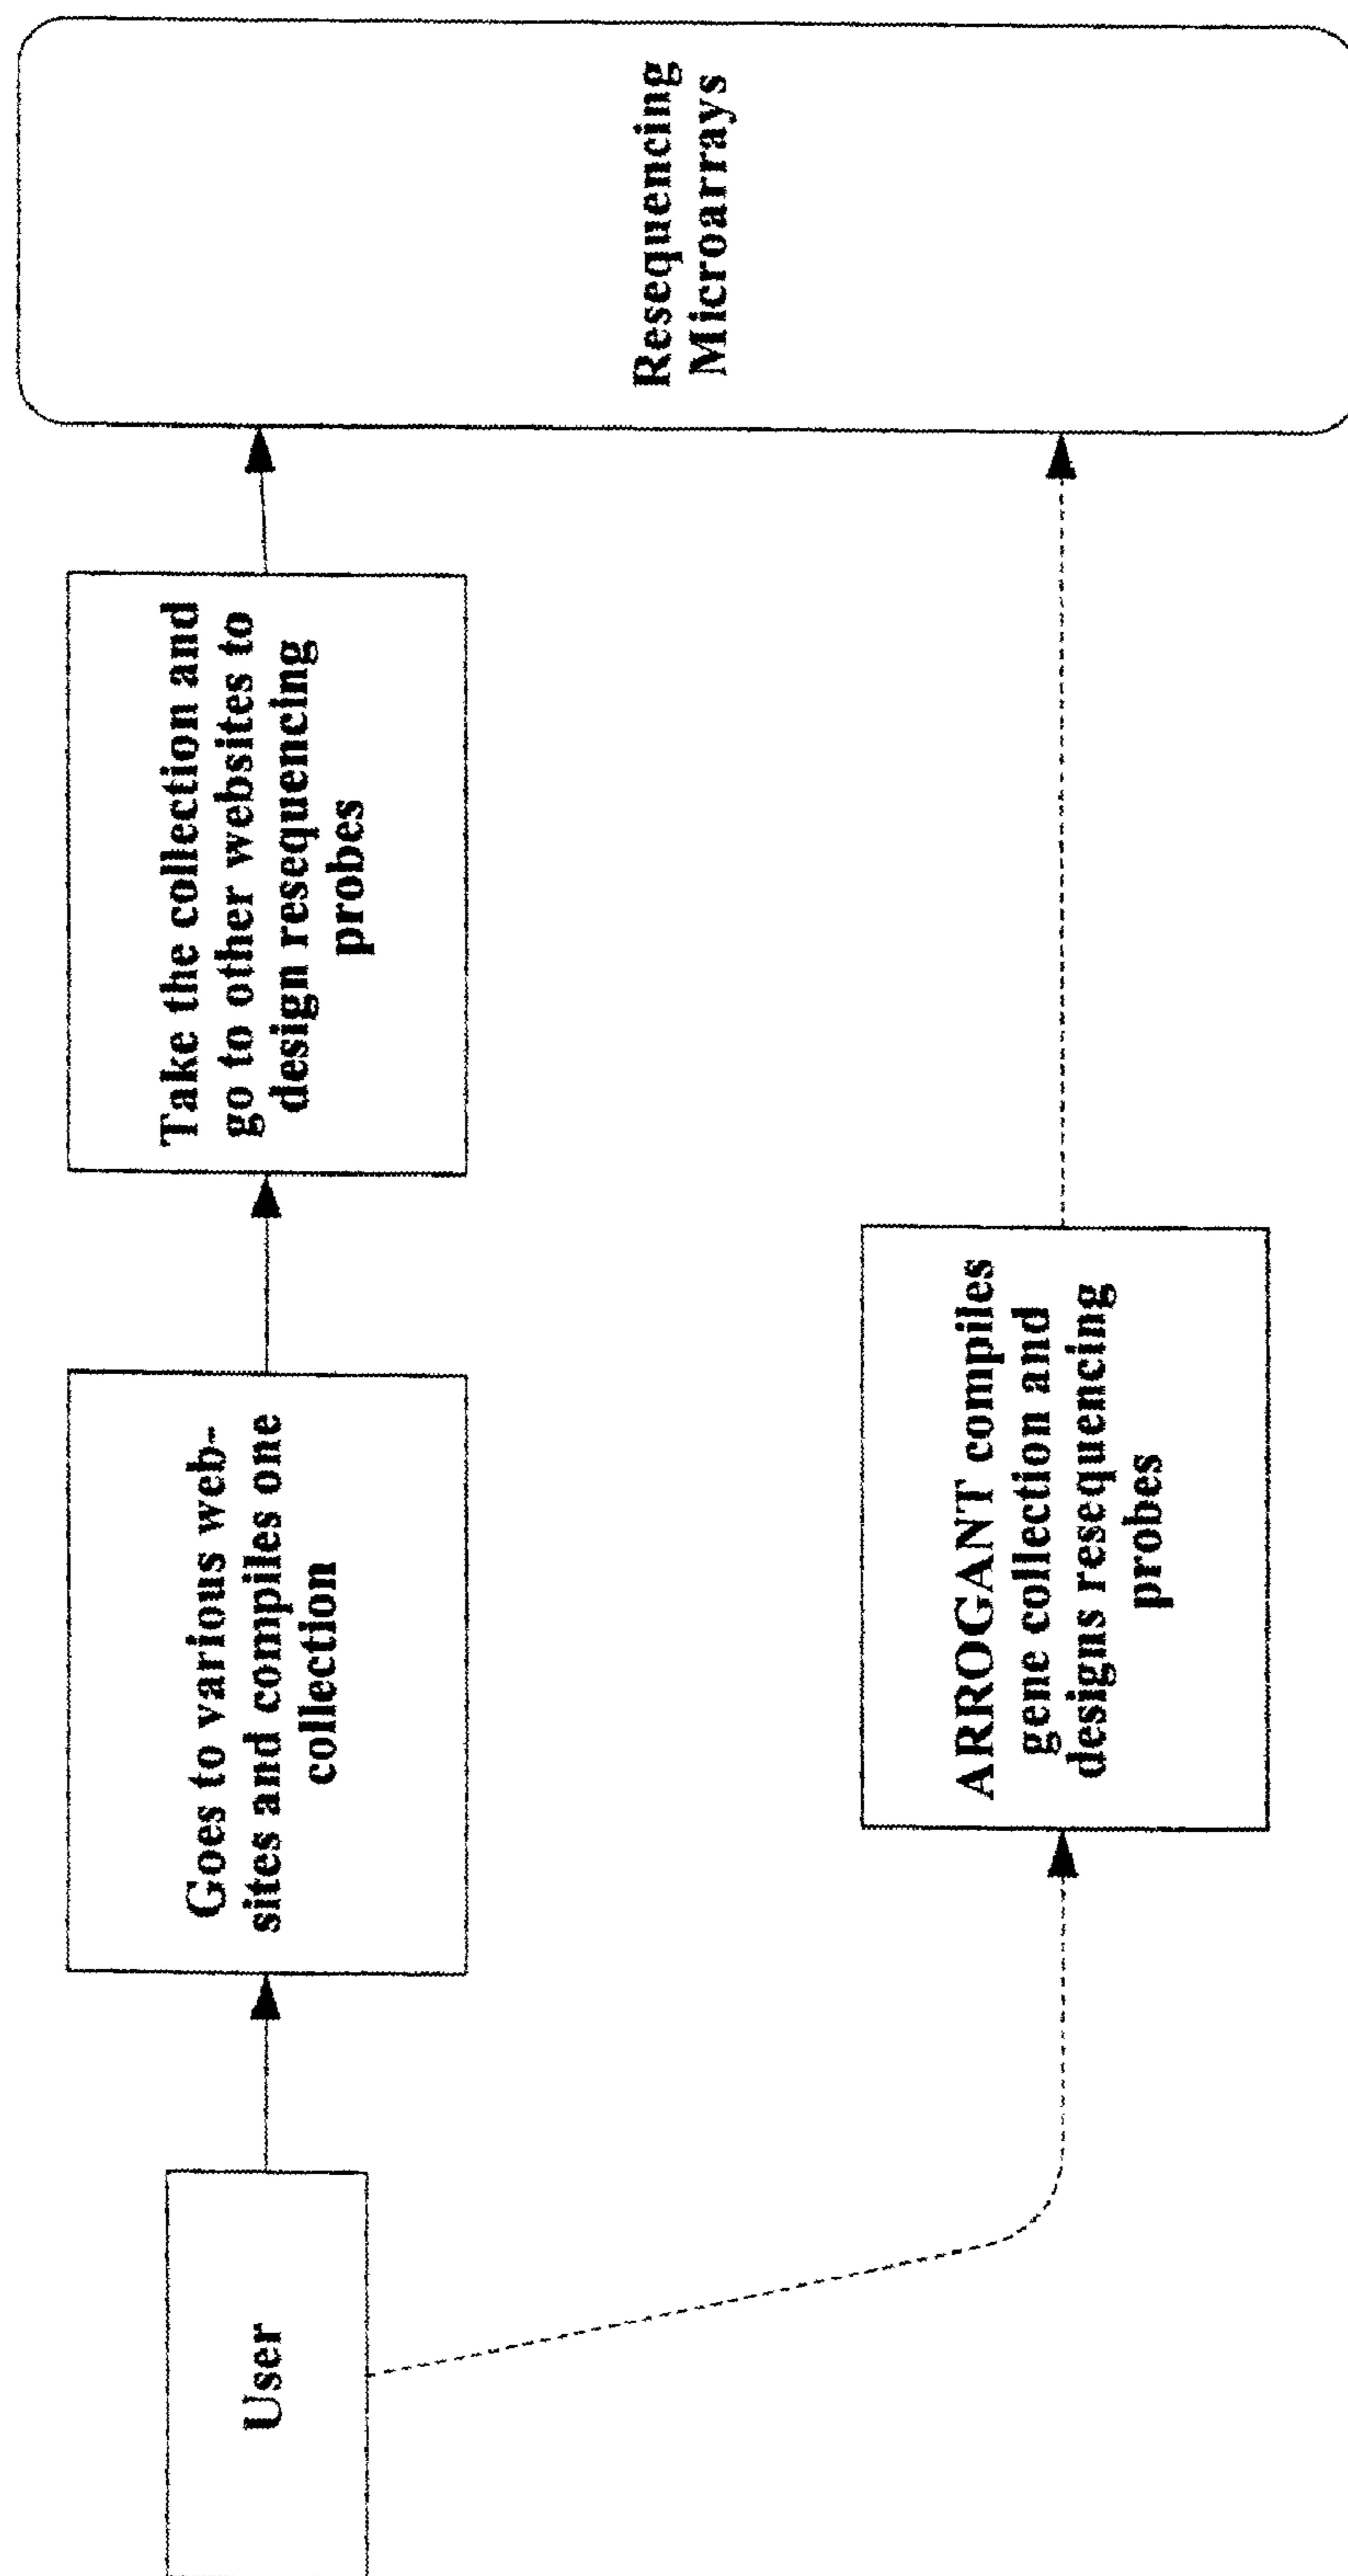 User
Goes to various web-
sites and compiles one
collection
Take the collection and
go to other websites to
design resequencing
probes
ARROGANT compiles
gene collection and
designs resequencing
probes
Resequencing
Microarrays